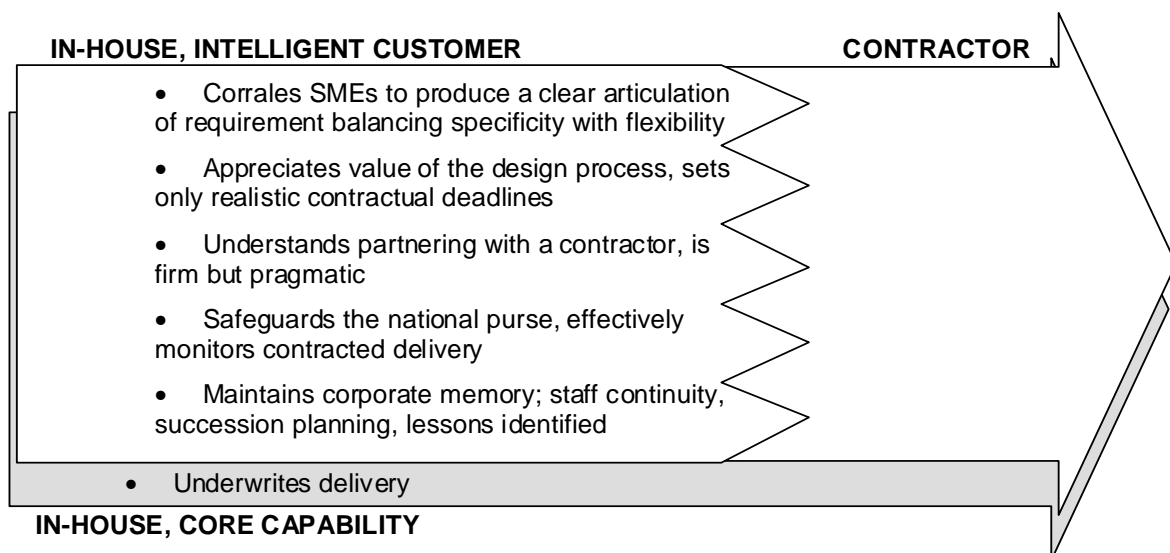 IN-HOUSE, INTELLIGENT CUSTOMER
CONTRACTOR
• Corrales SMEs to produce a clear articulation
of requirement balancing specificity with flexibility
• Appreciates value of the design process, sets
only realistic contractual deadlines
• Understands partnering with a contractor, is
firm but pragmatic
• Safeguards the national purse, effectively
monitors contracted delivery
• Maintains corporate memory; staff continuity,
succession planning, lessons identified
• Underwrites delivery
IN-HOUSE, CORE CAPABILITY